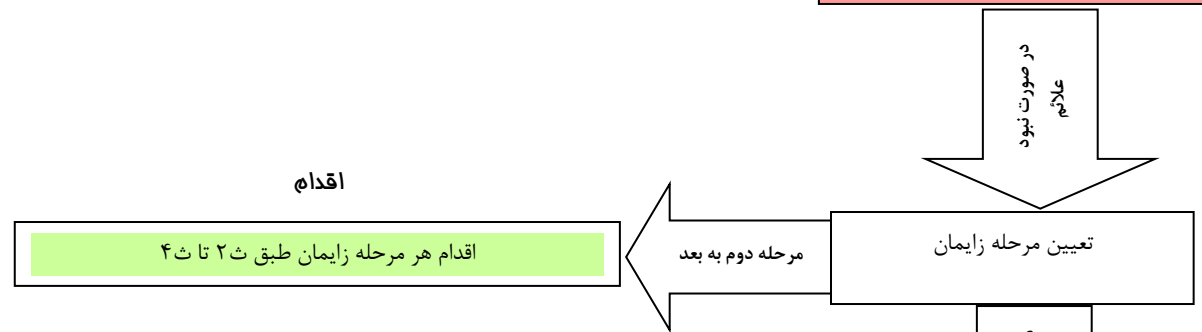 در صورت نبود
علائم
اقدام
تعیین مرحله زایمان
مرحله دوم به بعد
اقدام هر مرحله زایمان طبق ث۲ تا ث۴